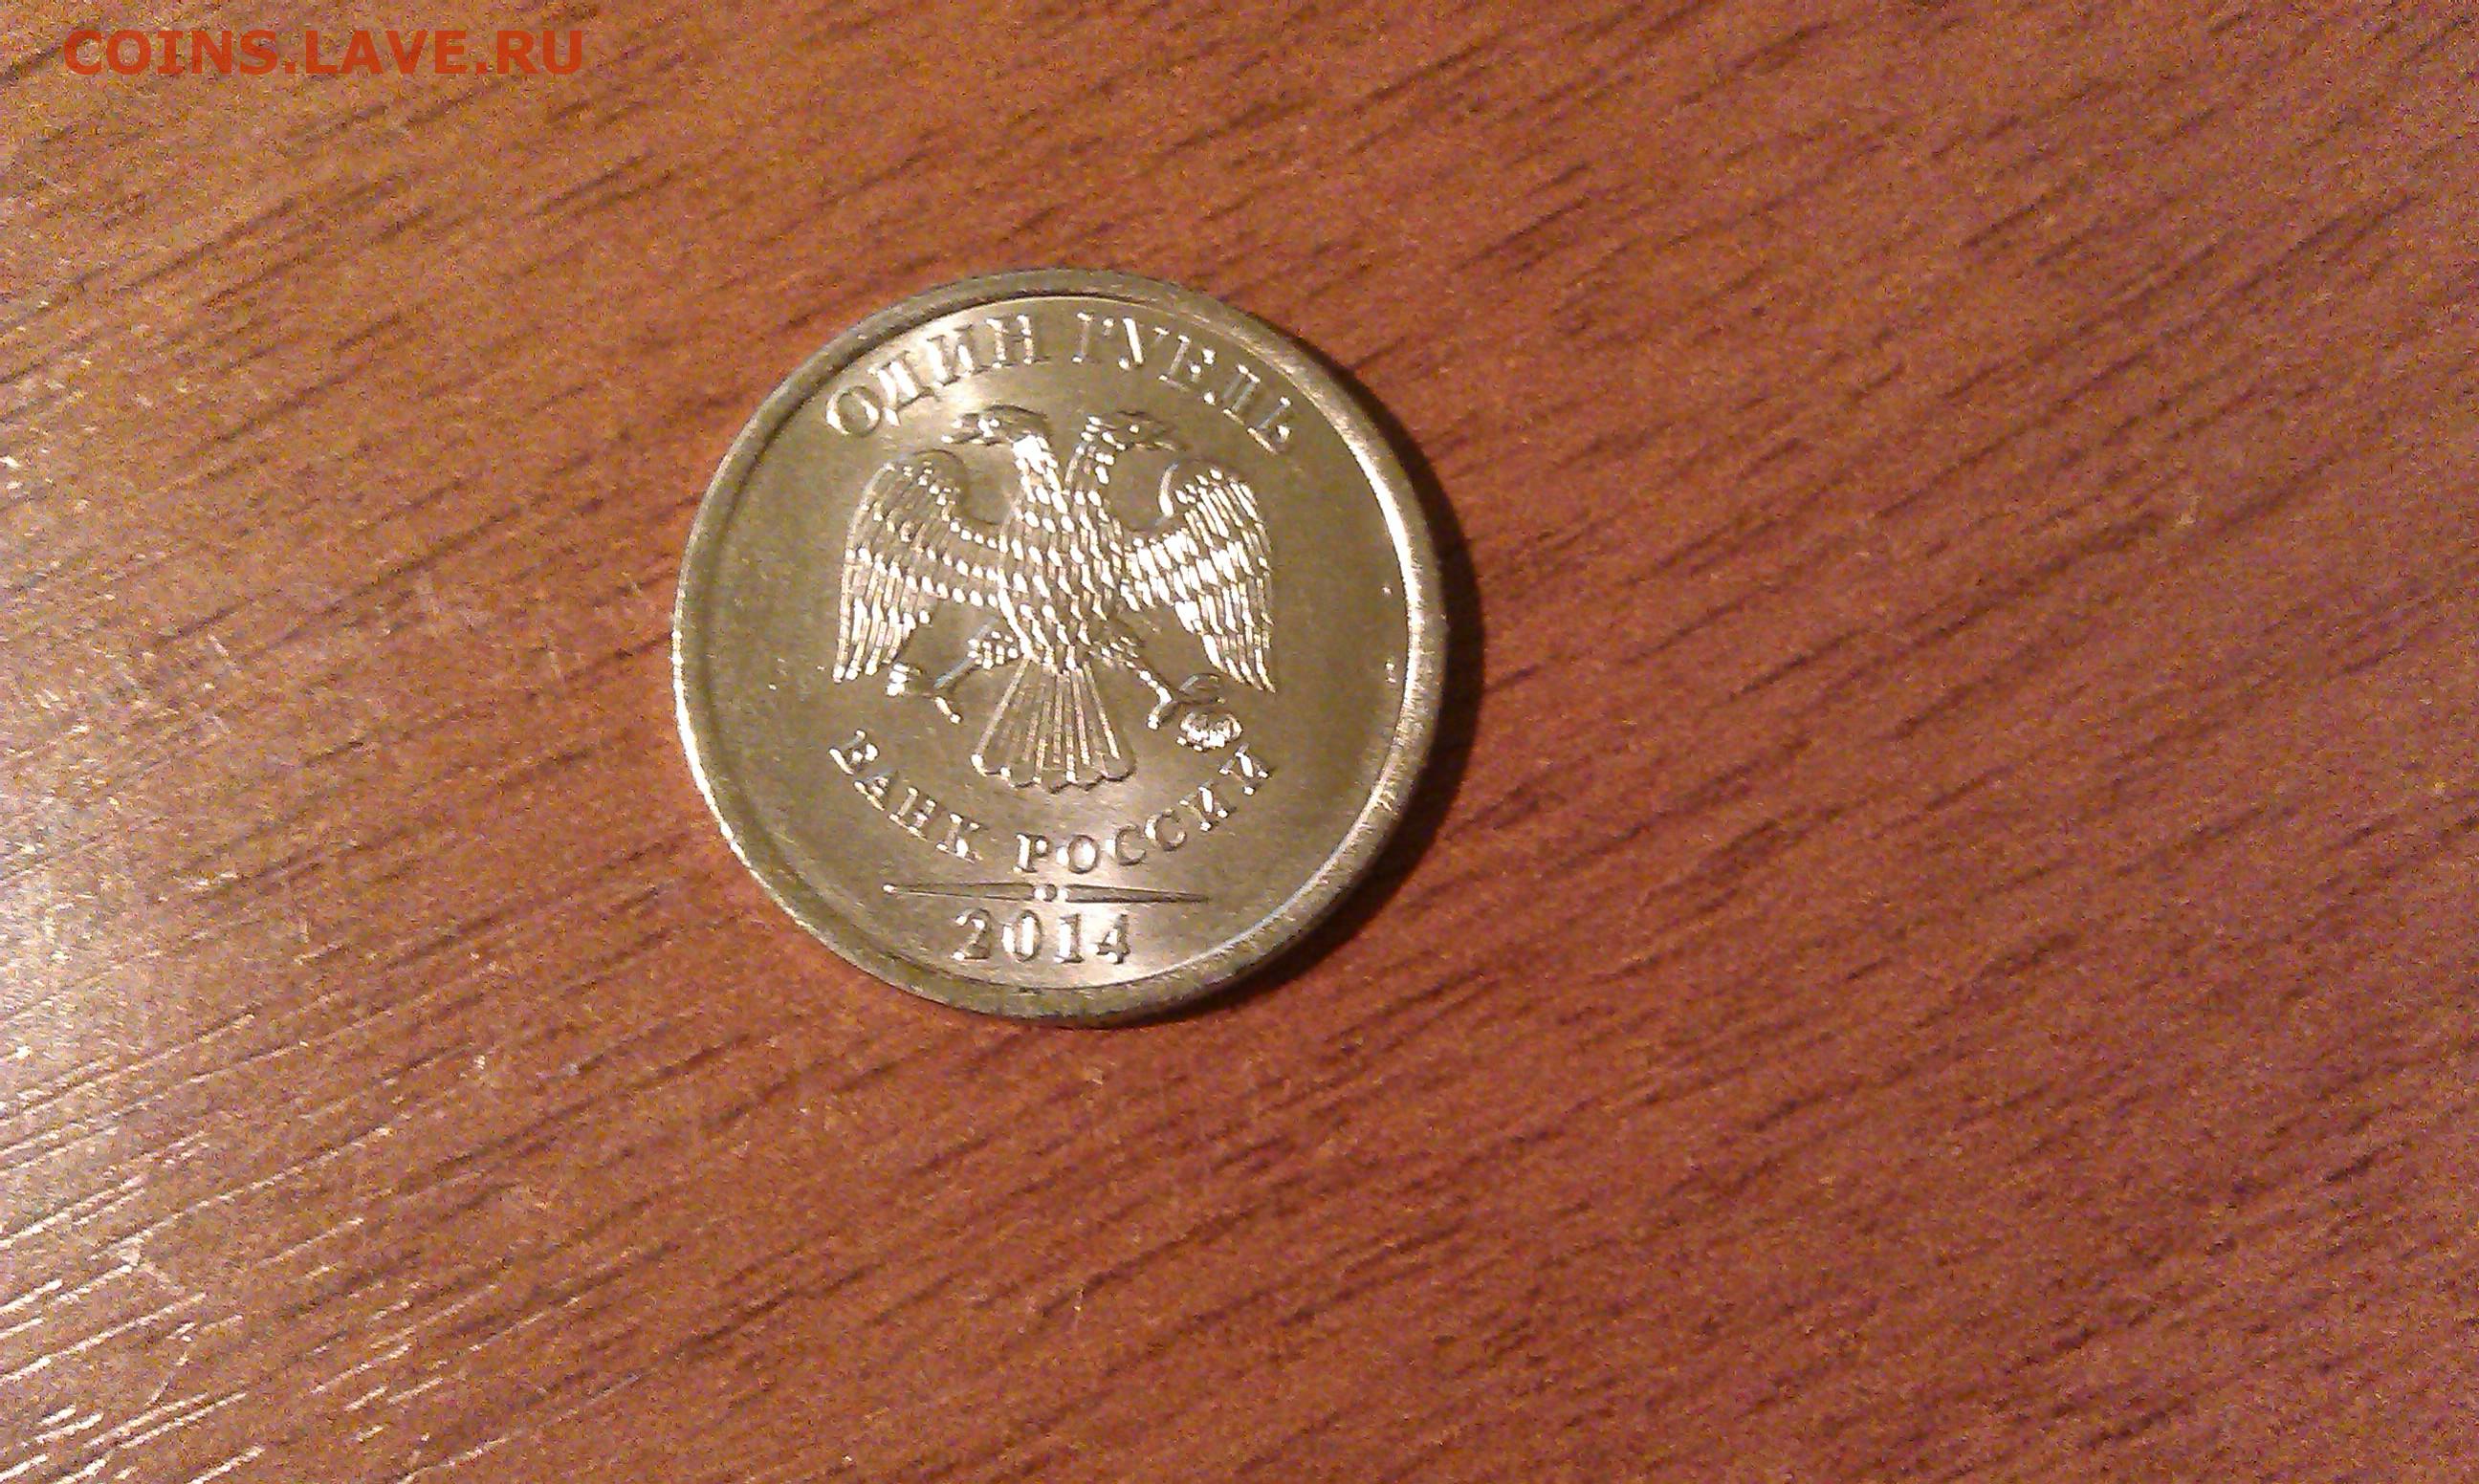 COINS.LAVE.RU
ОДИН РУБЛЬ
БАНК РОССИИ
2014